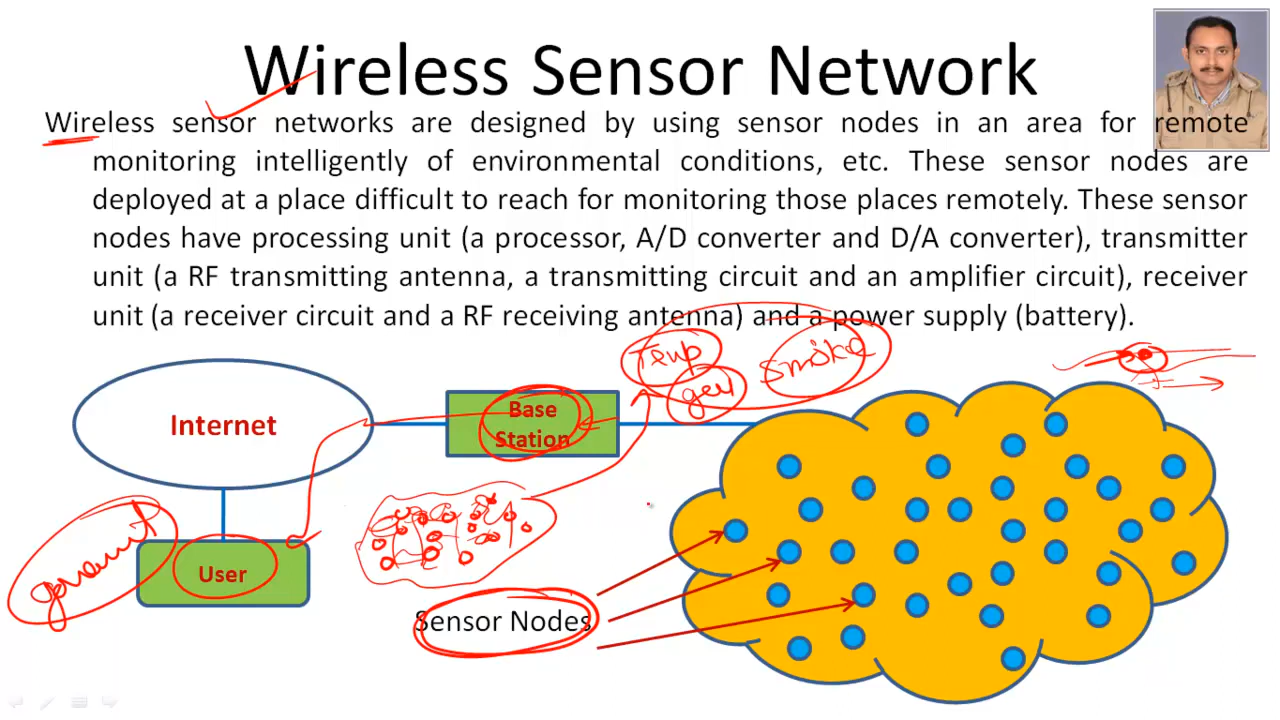 Wireless Sensor Network
Wireless sensor networks are designed by using sensor nodes in an area for remote
monitoring intelligently of environmental conditions, etc. These sensor nodes are
deployed at a place difficult to reach for monitoring those places remotely. These sensor
nodes have processing unit (a processor, A/D converter and D/A converter), transmitter
unit (a RF transmitting antenna, a transmitting circuit and an amplifier circuit), receiver
unit (a receiver circuit and a RF receiving antenna) and a power supply (battery).
Temp
Smoke
Internet
Base
Station
User
Sensor Nodes